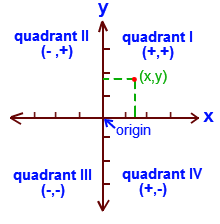 y
quadrant II
(- ,+)
quadrant I
(+,+)
(x,y)
x
origin
quadrant III
(-,-)
quadrant IV
(+,-)